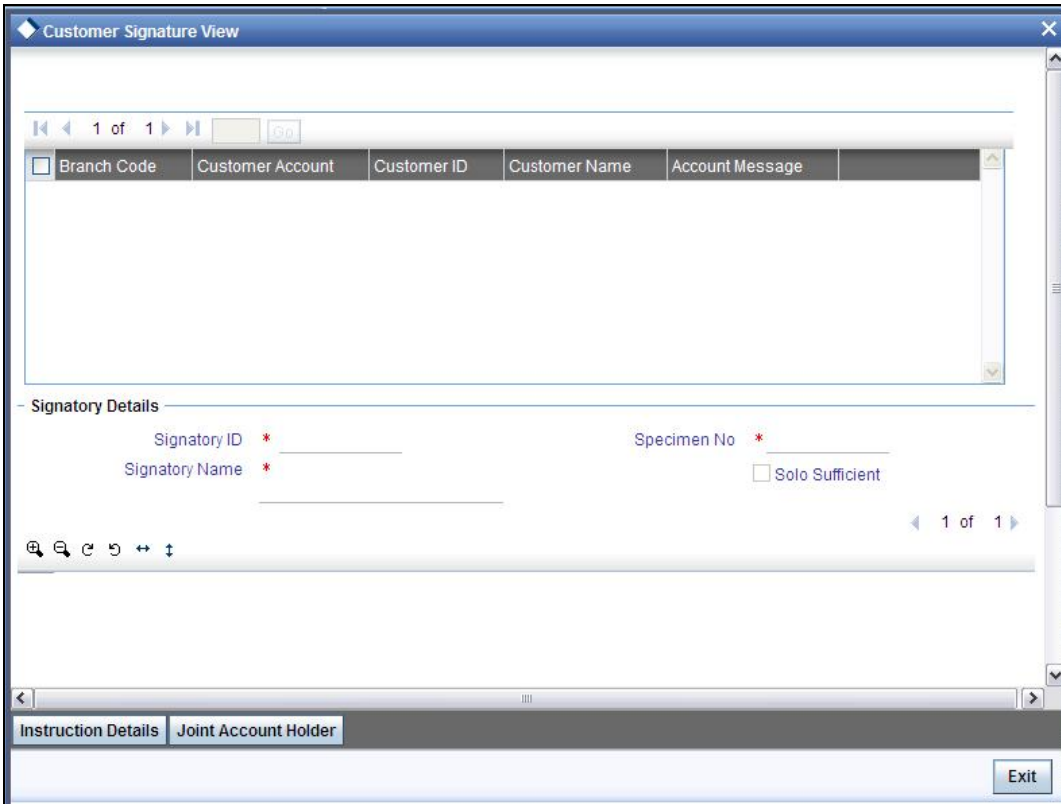 Customer Signature View
1 of 1 Go
Branch Code Customer Account Customer ID Customer Name Account Message
Signatory Details
Signatory ID * Specimen No *
Signatory Name * Solo Sufficient
1 of 1
Instruction Details Joint Account Holder
Exit